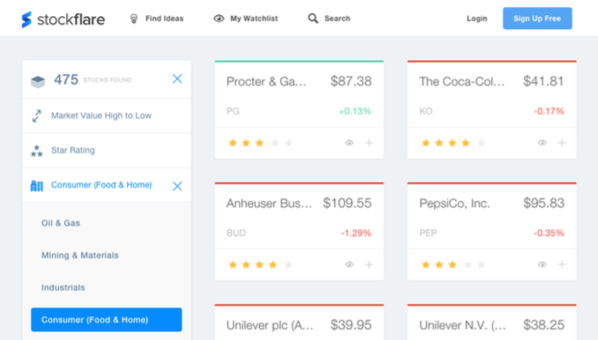 stockflare
Find Ideas
My Watchlist
Search
Login
Sign Up Free
475 STOCKS FOUND
Market Value High to Low
Star Rating
Consumer (Food & Home)
Oil & Gas
Mining & Materials
Industrials
Consumer (Food & Home)
Procter & Ga... $87.38
PG +0.13%
The Coca-Col... $41.81
KO -0.17%
Anheuser Bus... $109.55
BUD -1.29%
PepsiCo, Inc. $95.83
PEP -0.35%
Unilever plc (A... $39.95
Unilever N.V. (... $38.25